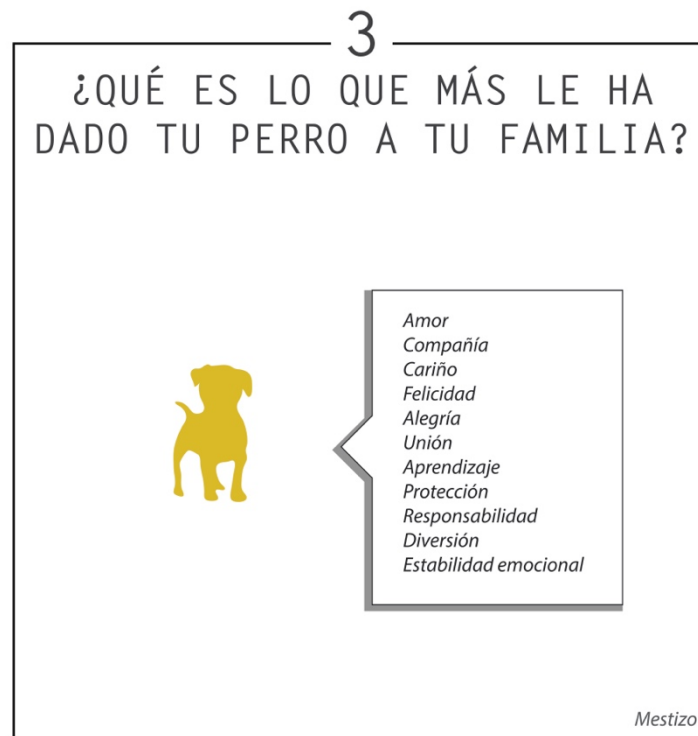 3
¿QUÉ ES LO QUE MÁS LE HA
DADO TU PERRO A TU FAMILIA?
Amor
Compañía
Cariño
Felicidad
Alegría
Unión
Aprendizaje
Protección
Responsabilidad
Diversión
Estabilidad emocional
Mestizo